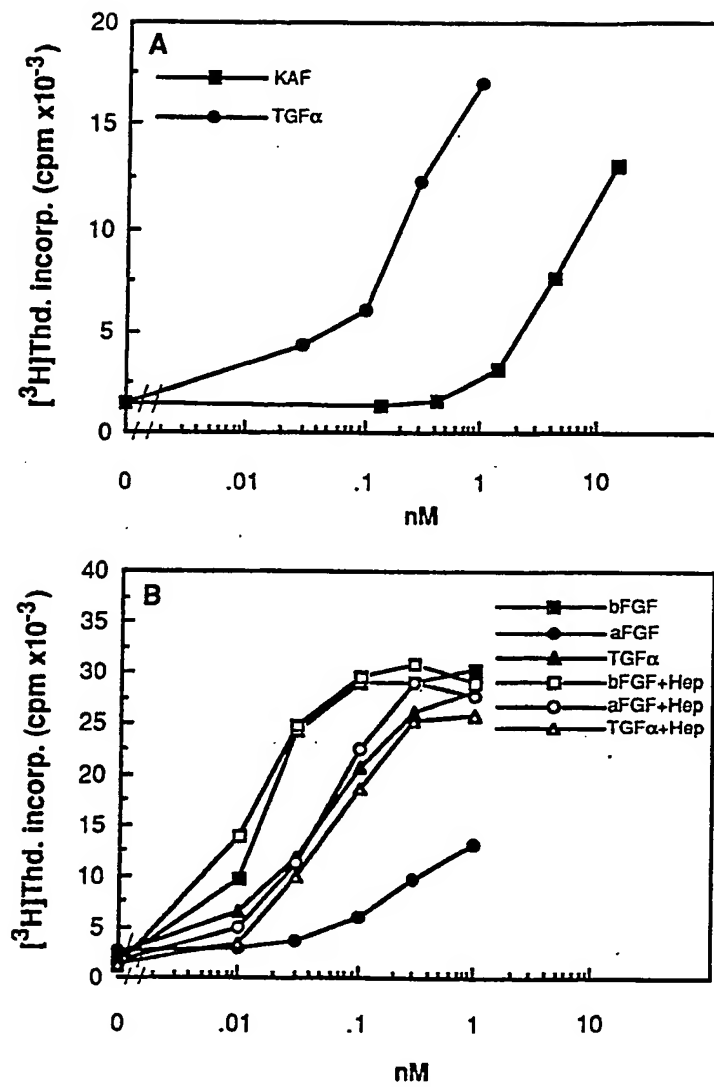 A
KAF
TGFα
20
15
10
5
0
[³H]Thd. incorp. (cpm x10⁻³)
0 .01 .1 1 10
nM
B
bFGF
aFGF
TGFα
bFGF+Hep
aFGF+Hep
TGFα+Hep
40
35
30
25
20
15
10
5
0
[³H]Thd. incorp. (cpm x10⁻³)
0 .01 .1 1 10
nM